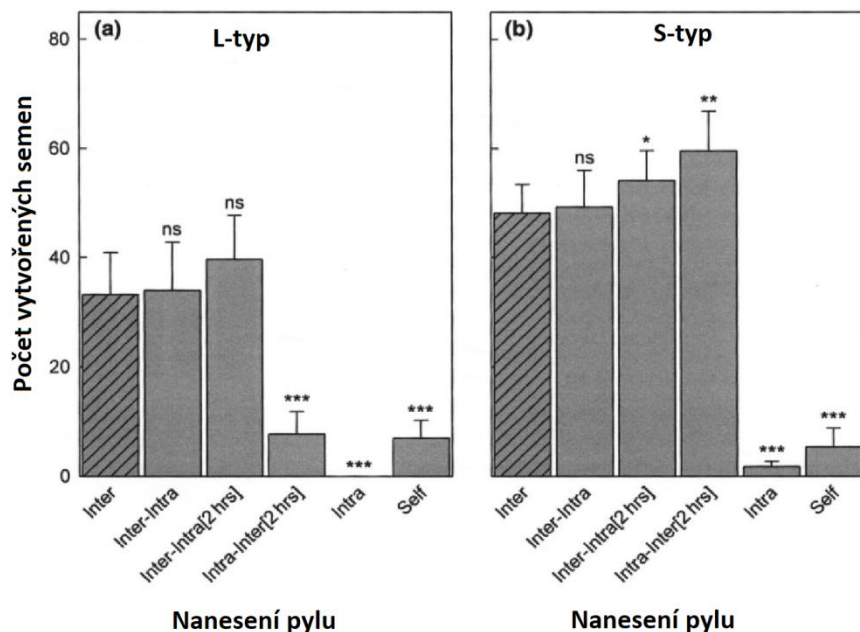 (a)
L-typ
(b)
S-typ
Počet vytvořených semen
80
60
40
20
0
ns
ns
***
***
***
ns
*
**
***
***
Inter
Inter-Intra
Inter-Intra[2 hrs]
Intra-Inter[2 hrs]
Intra
Self
Inter
Inter-Intra
Inter-Intra[2 hrs]
Intra-Inter[2 hrs]
Intra
Self
Nanesení pylu
Nanesení pylu